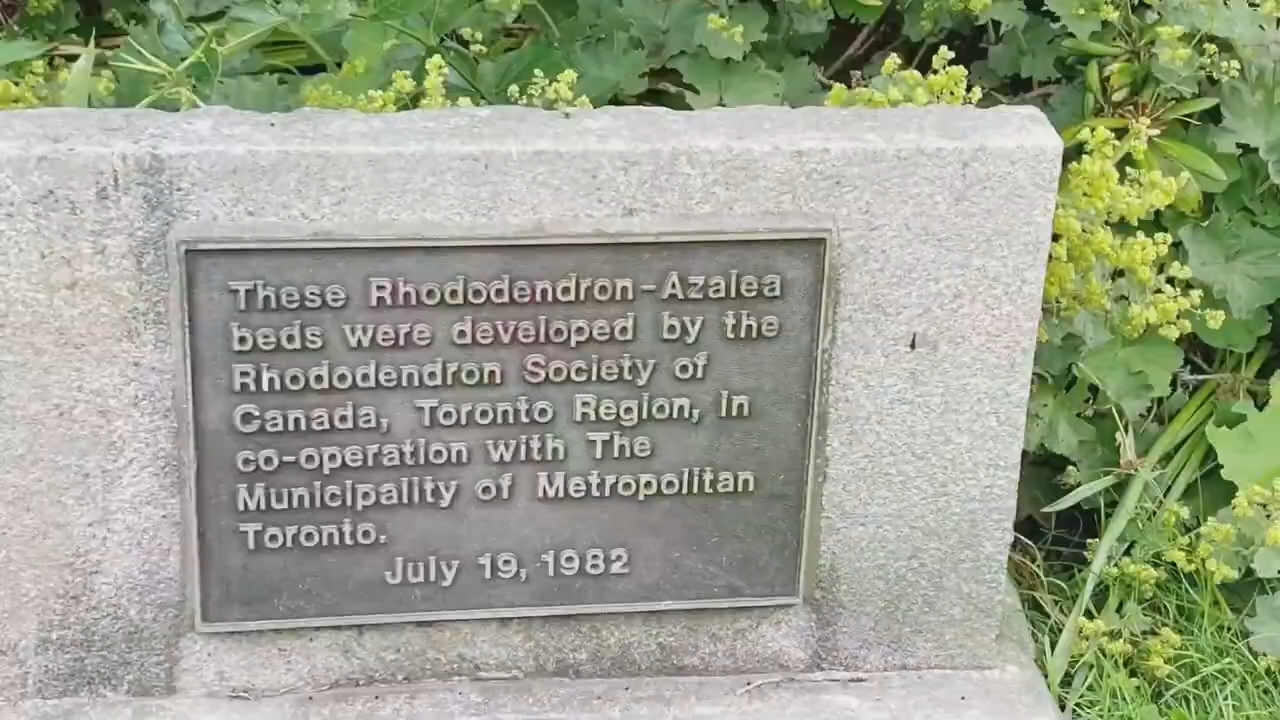 These Rhododendron-Azalea
beds were developed by the
Rhododendron Society of
Canada, Toronto Region, in
co-operation with The
Municipality of Metropolitan
Toronto.
July 19, 1982